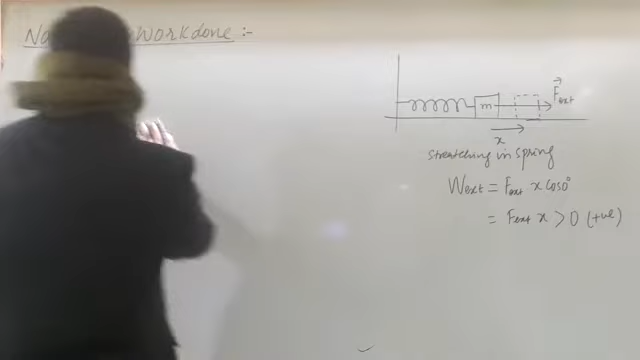 workdone :-
m
F⃗ext
x
stretching in spring
Wext = Fext x cos0°
= Fext x > 0 (+ve)